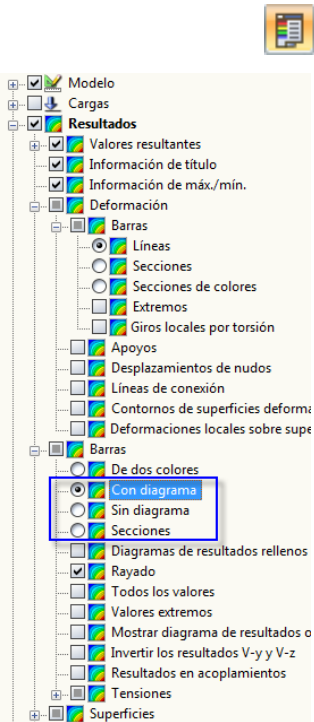 Modelo
Cargas
Resultados
Valores resultantes
Información de título
Información de máx./mín.
Deformación
Barras
Líneas
Secciones
Secciones de colores
Extremos
Giros locales por torsión
Apoyos
Desplazamientos de nudos
Líneas de conexión
Contornos de superficies deforma
Deformaciones locales sobre supe
Barras
De dos colores
Con diagrama
Sin diagrama
Secciones
Diagramas de resultados rellenos
Rayado
Todos los valores
Valores extremos
Mostrar diagrama de resultados o
Invertir los resultados V-y y V-z
Resultados en acoplamientos
Tensiones
Superficies